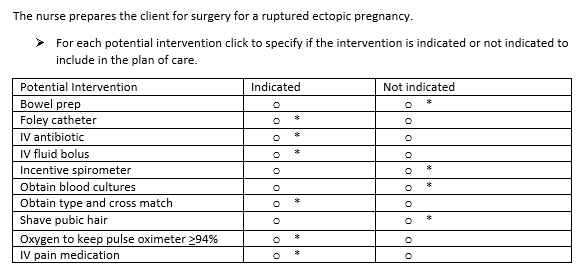 The nurse prepares the client for surgery for a ruptured ectopic pregnancy.
➤ For each potential intervention click to specify if the intervention is indicated or not indicated to
include in the plan of care.
Potential Intervention Indicated Not indicated
Bowel prep ○ ○ *
Foley catheter ○ * ○
IV antibiotic ○ * ○
IV fluid bolus ○ * ○
Incentive spirometer ○ ○ *
Obtain blood cultures ○ ○ *
Obtain type and cross match ○ * ○
Shave pubic hair ○ ○ *
Oxygen to keep pulse oximeter ≥94% ○ * ○
IV pain medication ○ * ○